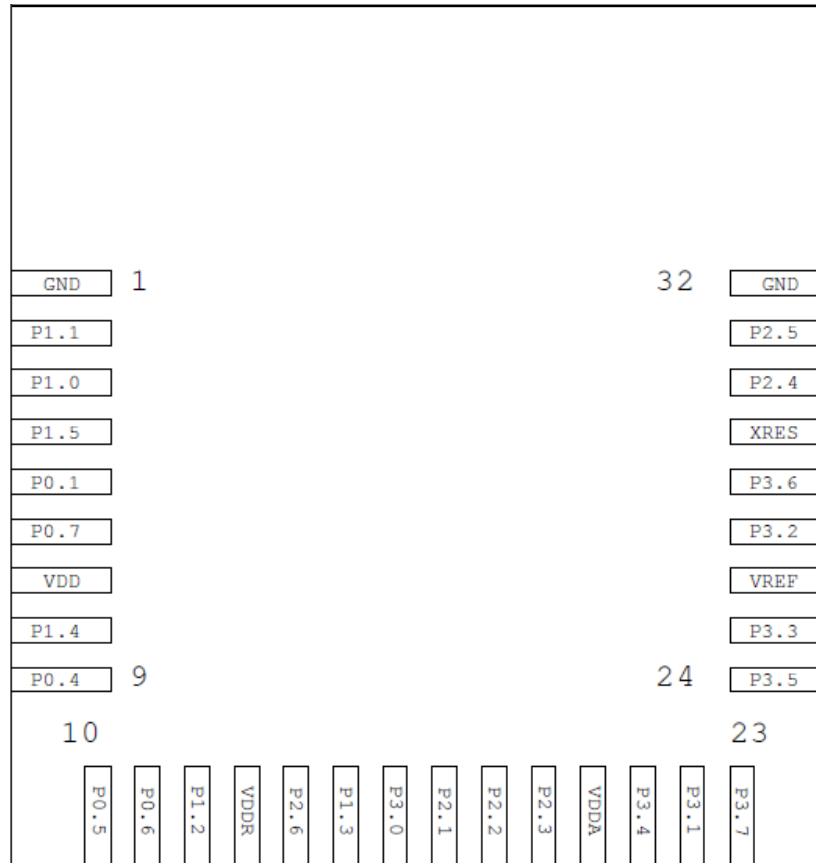 GND 1 32 GND
P1.1 P2.5
P1.0 P2.4
P1.5 XRES
P0.1 P3.6
P0.7 P3.2
VDD VREF
P1.4 P3.3
P0.4 9 24 P3.5
10 23
P0.5 P0.6 P1.2 VDDR P2.6 P1.3 P3.0 P2.1 P2.2 P2.3 VDDA P3.4 P3.1 P3.7